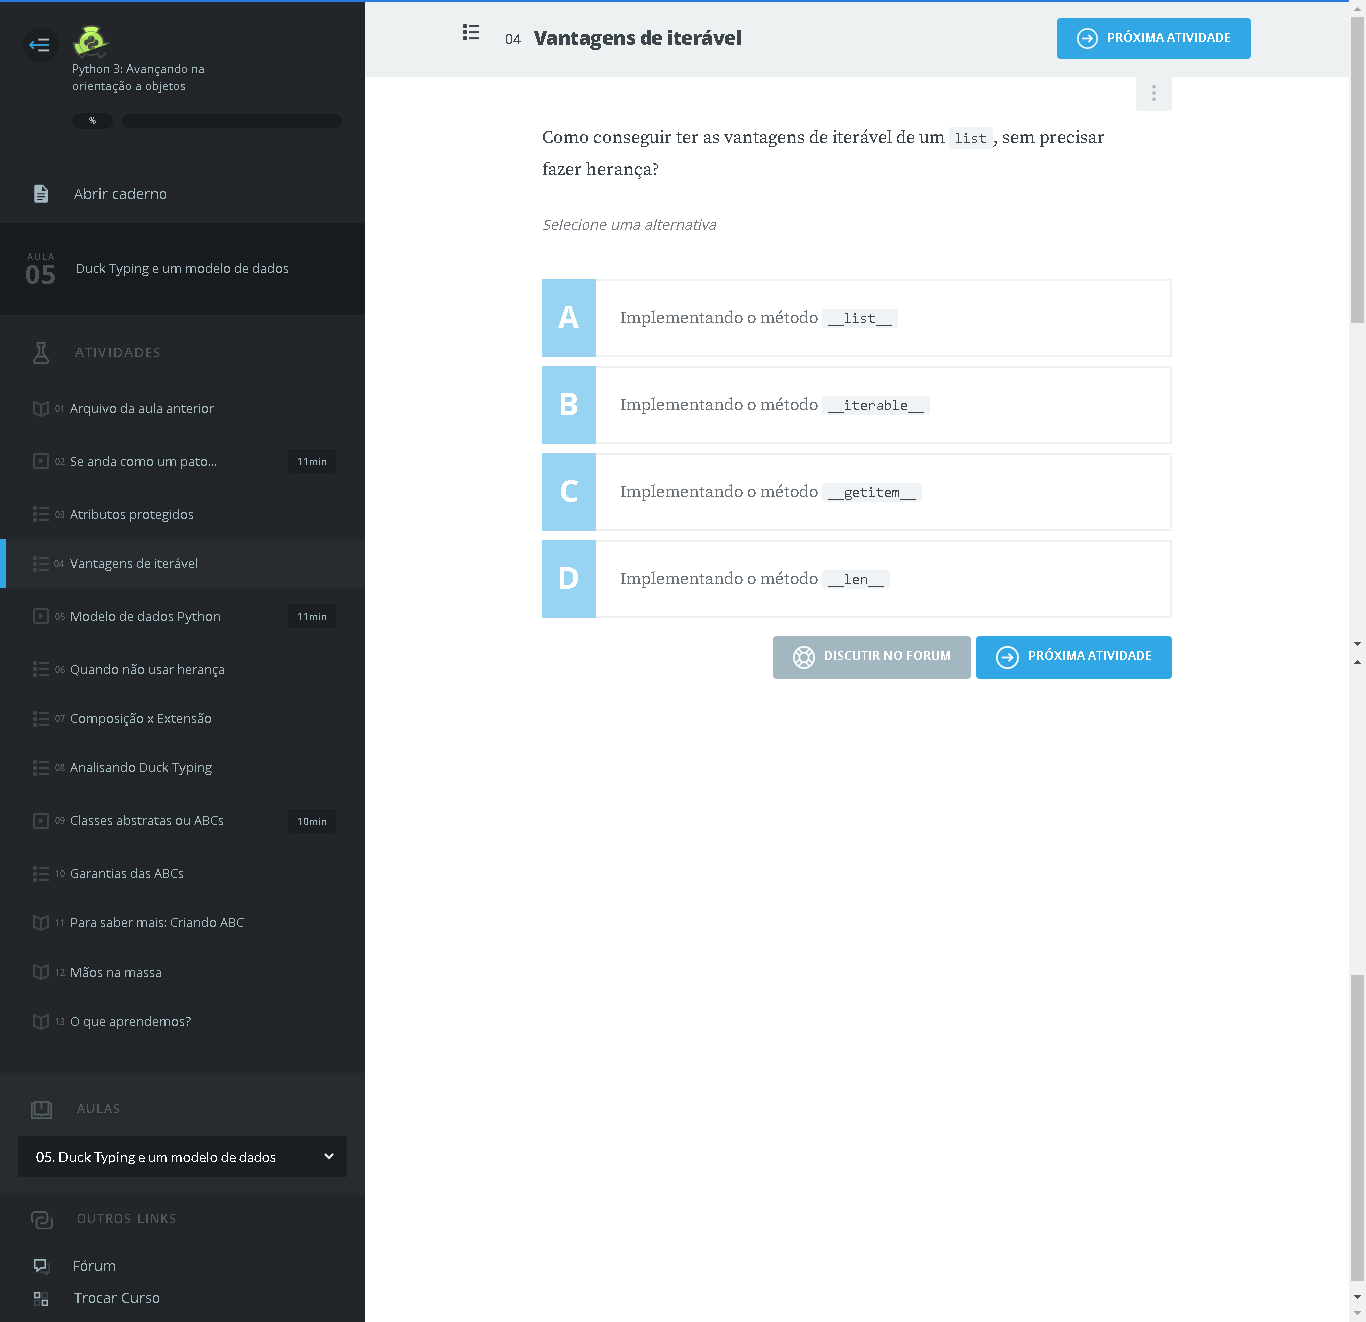 Python 3: Avançando na
orientação a objetos
%
Abrir caderno
AULA
05
Duck Typing e um modelo de dados
ATIVIDADES
01 Arquivo da aula anterior
02 Se anda como um pato... 11min
03 Atributos protegidos
04 Vantagens de iterável
05 Modelo de dados Python 11min
06 Quando não usar herança
07 Composição x Extensão
08 Analisando Duck Typing
09 Classes abstratas ou ABCs 10min
10 Garantias das ABCs
11 Para saber mais: Criando ABC
12 Mãos na massa
13 O que aprendemos?
AULAS
05. Duck Typing e um modelo de dados
OUTROS LINKS
Fórum
Trocar Curso
04 Vantagens de iterável
PRÓXIMA ATIVIDADE
Como conseguir ter as vantagens de iterável de um list, sem precisar
fazer herança?
Selecione uma alternativa
A Implementando o método __list__
B Implementando o método __iterable__
C Implementando o método __getitem__
D Implementando o método __len__
DISCUTIR NO FORUM
PRÓXIMA ATIVIDADE